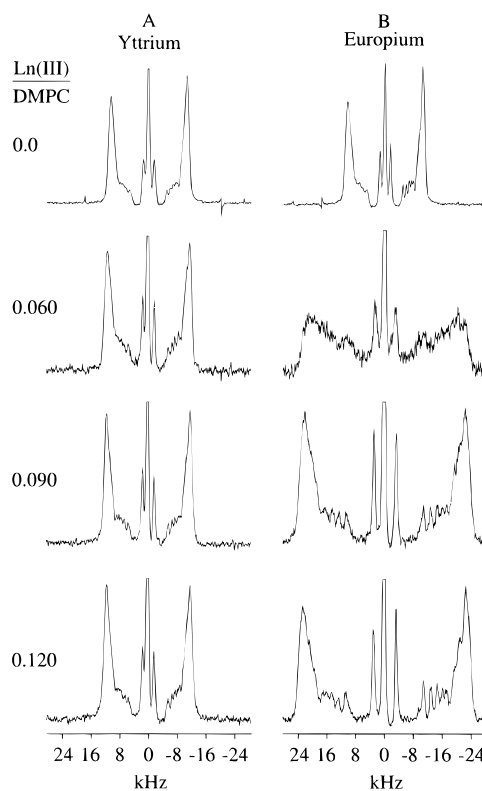 A
Yttrium
B
Europium
Ln(III)
DMPC
0.0
0.060
0.090
0.120
24 16 8 0 -8 -16 -24
kHz
24 16 8 0 -8 -16 -24
kHz